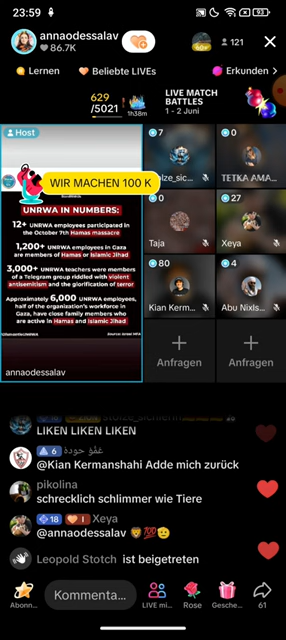 23:59
93
annaodessalav
86.7K
121
Lernen
Beliebte LIVEs
Erkunden >
629
/5021
1h38m
LIVE MATCH
BATTLES
1 - 2 Juni
Host
WIR MACHEN 100 K
UNRWA IN NUMBERS:
12+ UNRWA employees participated
in the October 7th Hamas massacre
1,200+ UNRWA employees in Gaza
are members of Hamas or Islamic Jihad
3,000+ UNRWA teachers were members
of a Telegram group riddled with violent
antisemitism and the glorification of terror
Approximately 6,000 UNRWA employees,
half of the organization's workforce in
Gaza, have close family members who
are active in Hamas and Islamic Jihad
annaodessalav
7
olze_sic...
0
TETKA AMA...
0
Taja
27
Xeya
80
Kian Kerm...
4
Abu Nixls...
+
Anfragen
+
Anfragen
LIKEN LIKEN LIKEN
6 عمو حودة
@Kian Kermanshahi Adde mich zurück
pikolina
schrecklich schlimmer wie Tiere
18 1 Xeya
@annaodessalav 🦁💯🫡
Leopold Stotch ist beigetreten
Kommenta...
Abonn...
LIVE mi...
Rose
Gesche...
61